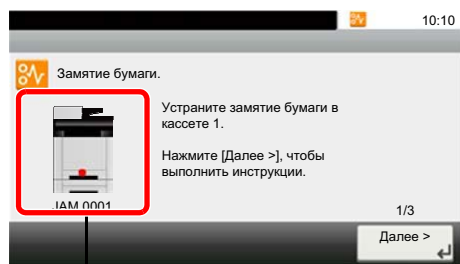 10:10
Замятие бумаги.
Устраните замятие бумаги в
кассете 1.
Нажмите [Далее >], чтобы
выполнить инструкции.
JAM 0001
1/3
Далее >